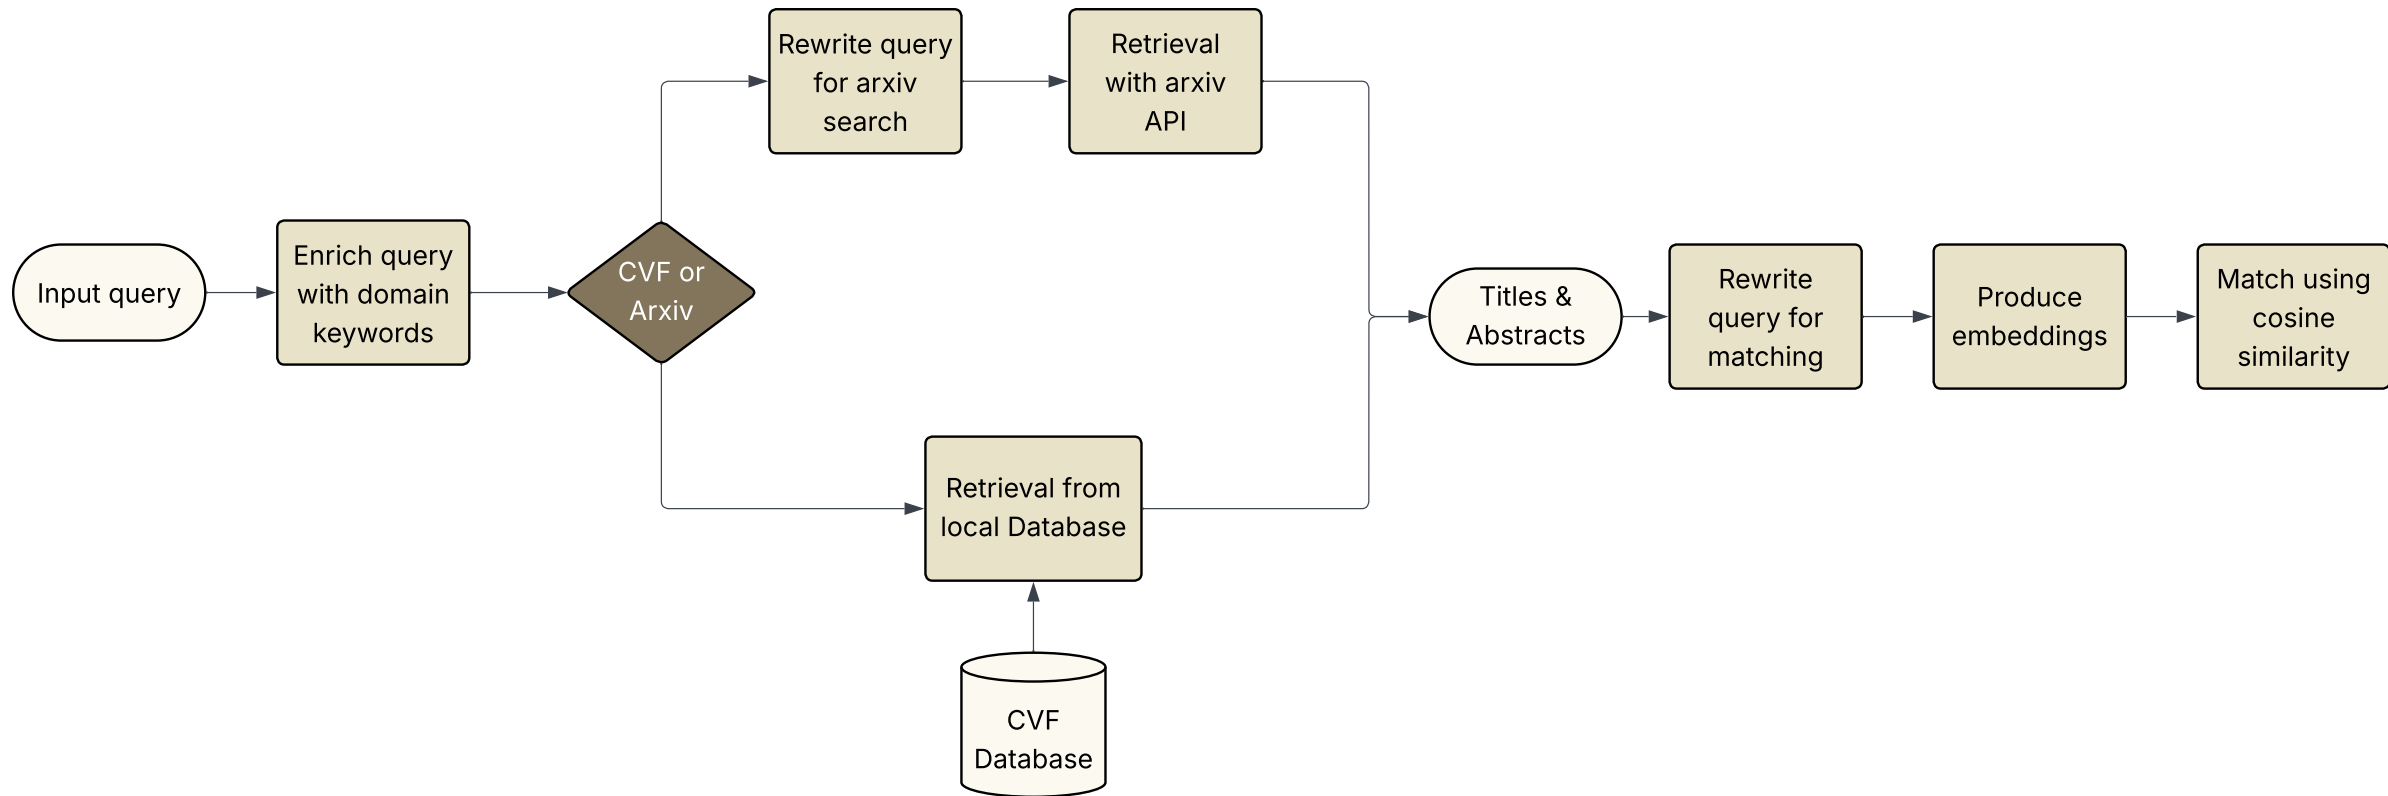 Input query
Enrich query
with domain
keywords
CVF or
Arxiv
Rewrite query
for arxiv
search
Retrieval
with arxiv
API
Retrieval from
local Database
CVF
Database
Titles &
Abstracts
Rewrite
query for
matching
Produce
embeddings
Match using
cosine
similarity